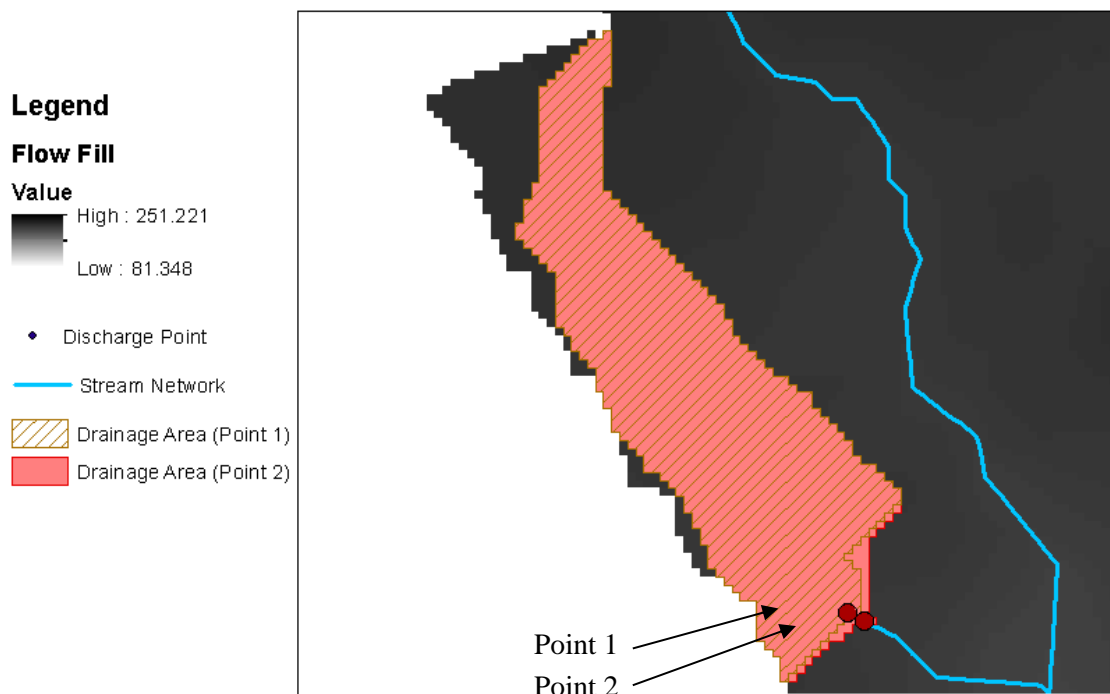 Legend
Flow Fill
Value
High : 251.221
Low : 81.348
Discharge Point
Stream Network
Drainage Area (Point 1)
Drainage Area (Point 2)
Point 1
Point 2